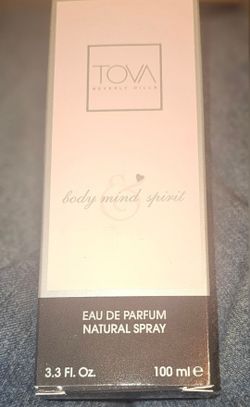 TOVA
BEVERLY HILLS
body mind & spirit
EAU DE PARFUM
NATURAL SPRAY
3.3 Fl. Oz. 100 ml e